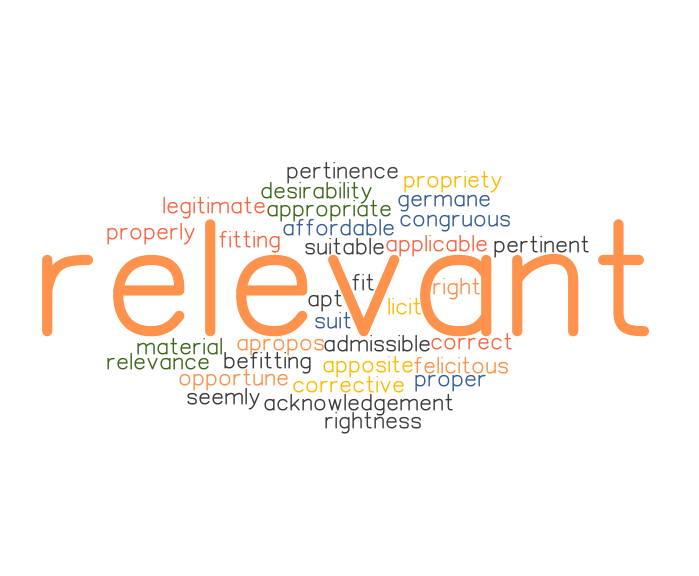 pertinence
propriety
desirability
germane
legitimate
appropriate
congruous
affordable
properly
fitting
suitable
applicable
pertinent
relevant
fit
right
apt
licit
suit
material
apropos
admissible
correct
relevance
befitting
apposite
felicitous
opportune
corrective
proper
seemly
acknowledgement
rightness